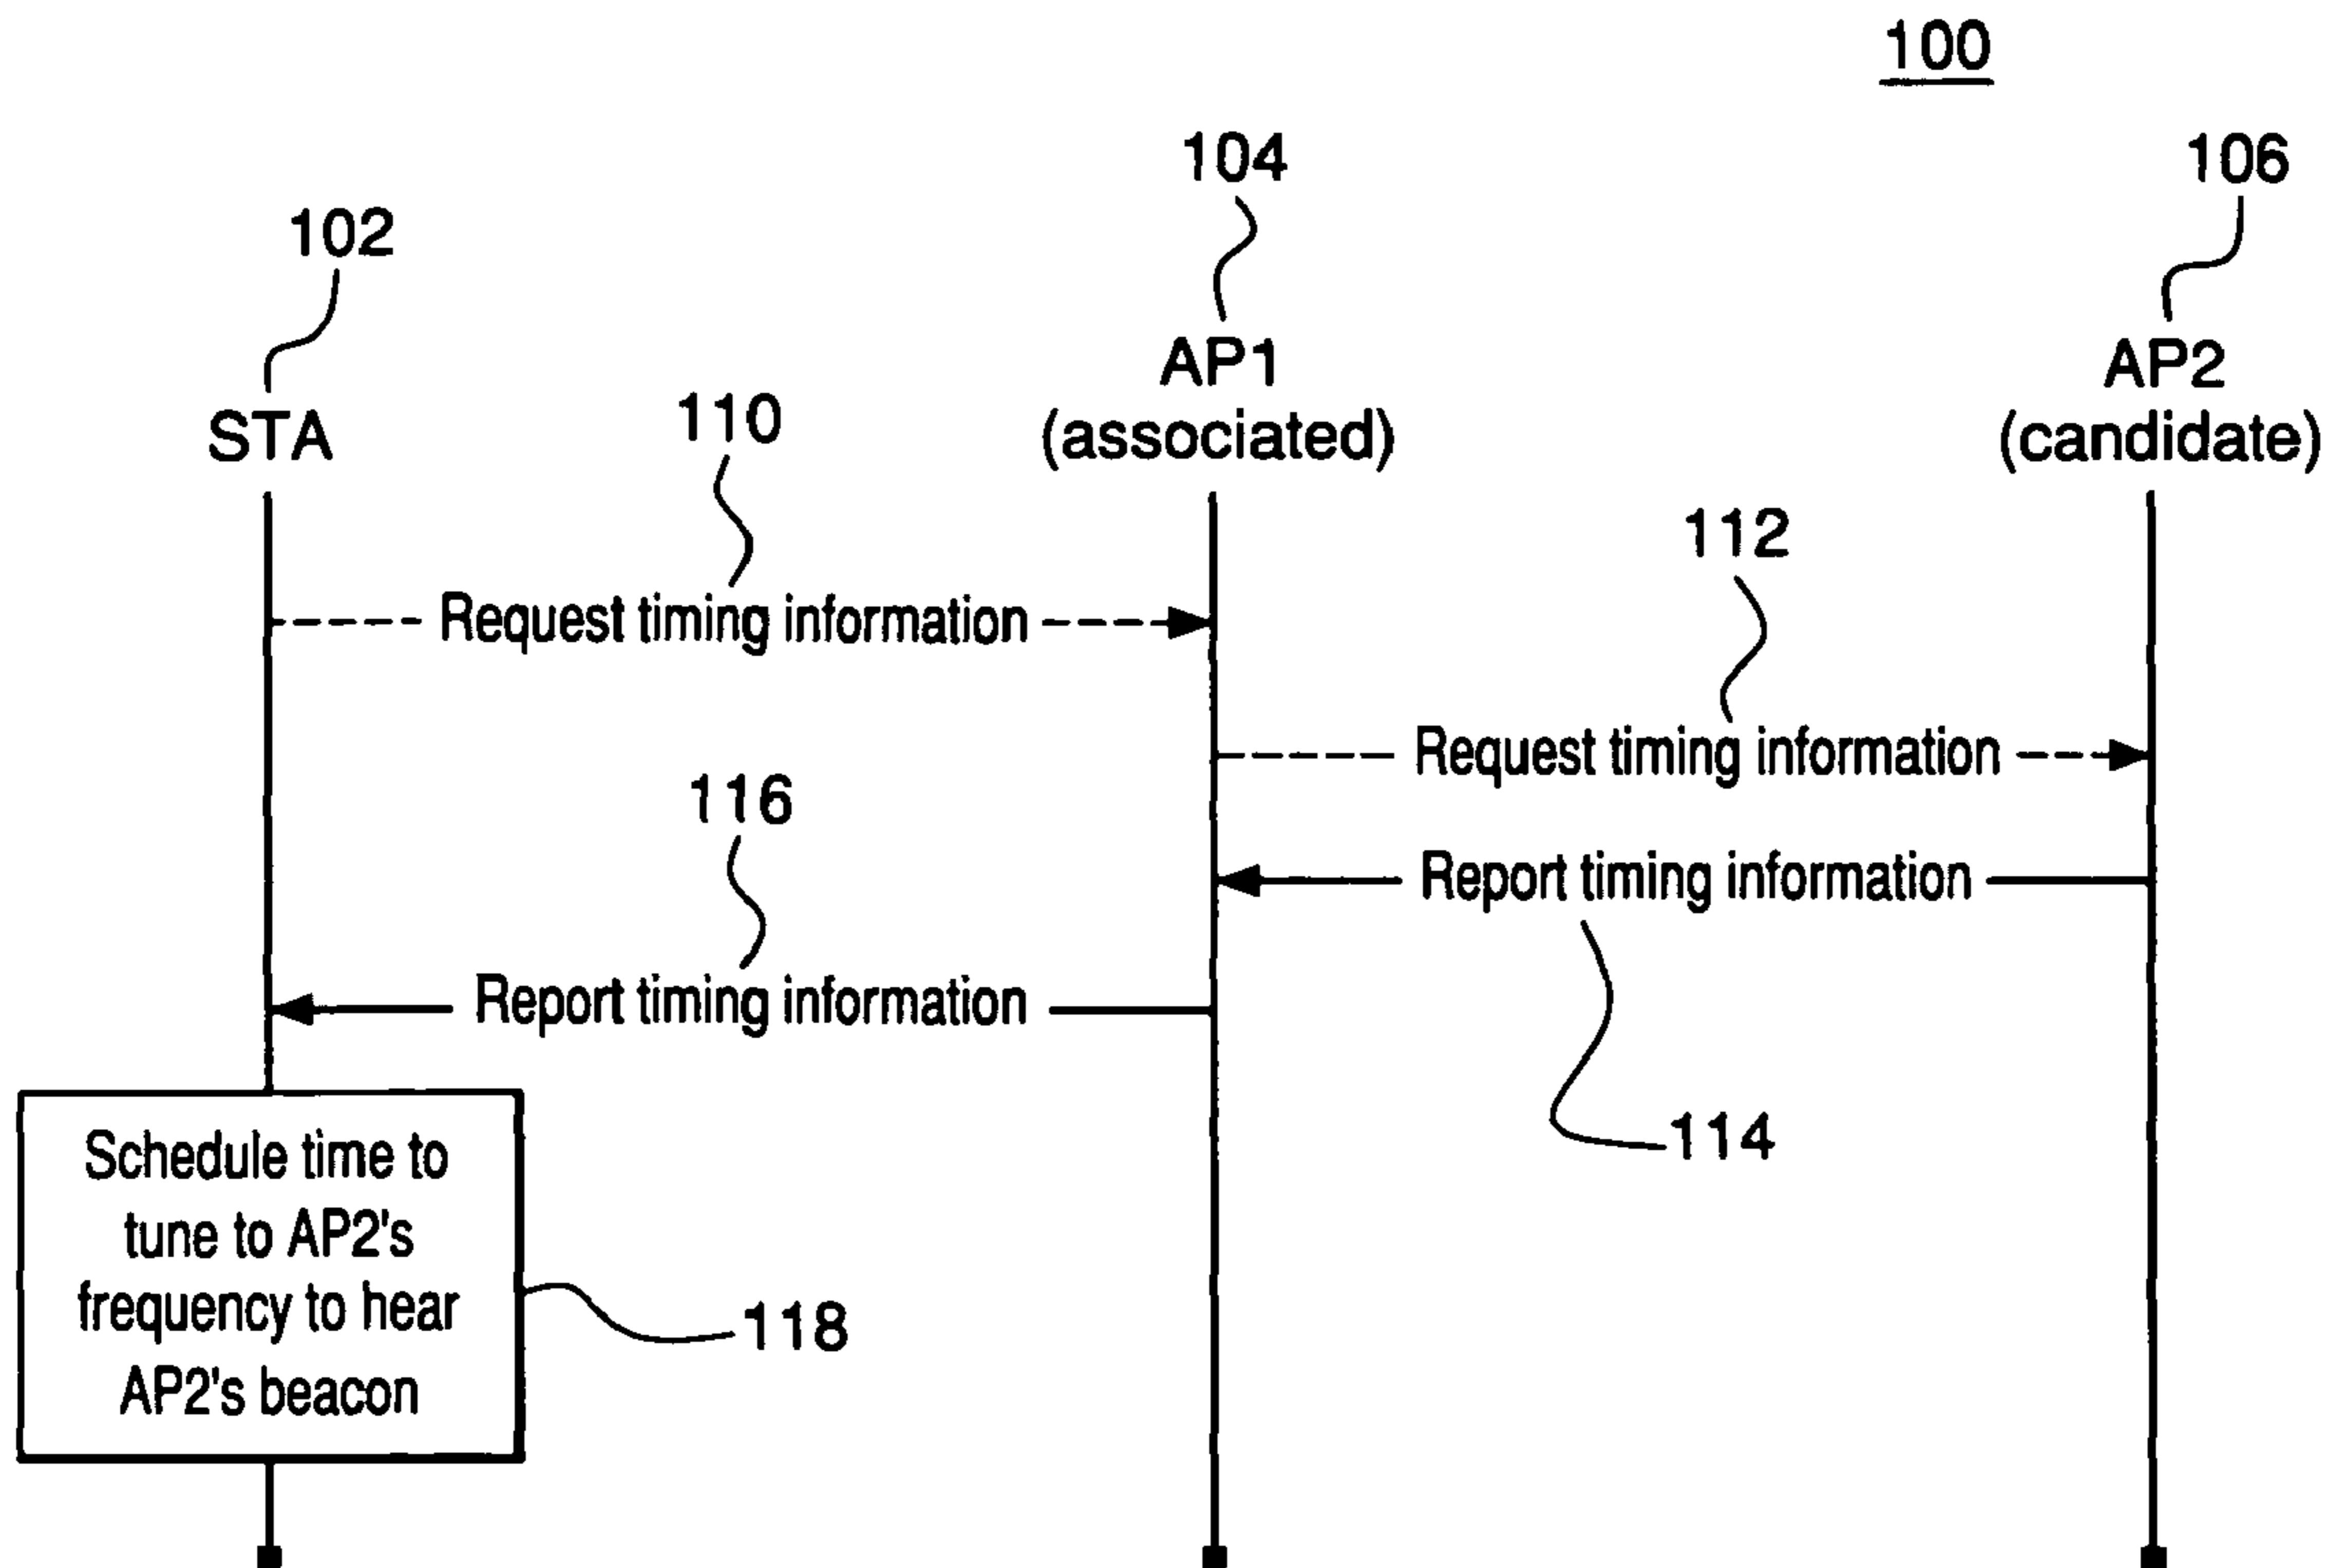 100
104
106
102
AP1
(associated)
AP2
(candidate)
STA
110
112
Request timing information
Request timing information
116
Report timing information
Report timing information
114
Schedule time to
tune to AP2's
frequency to hear
AP2's beacon
118